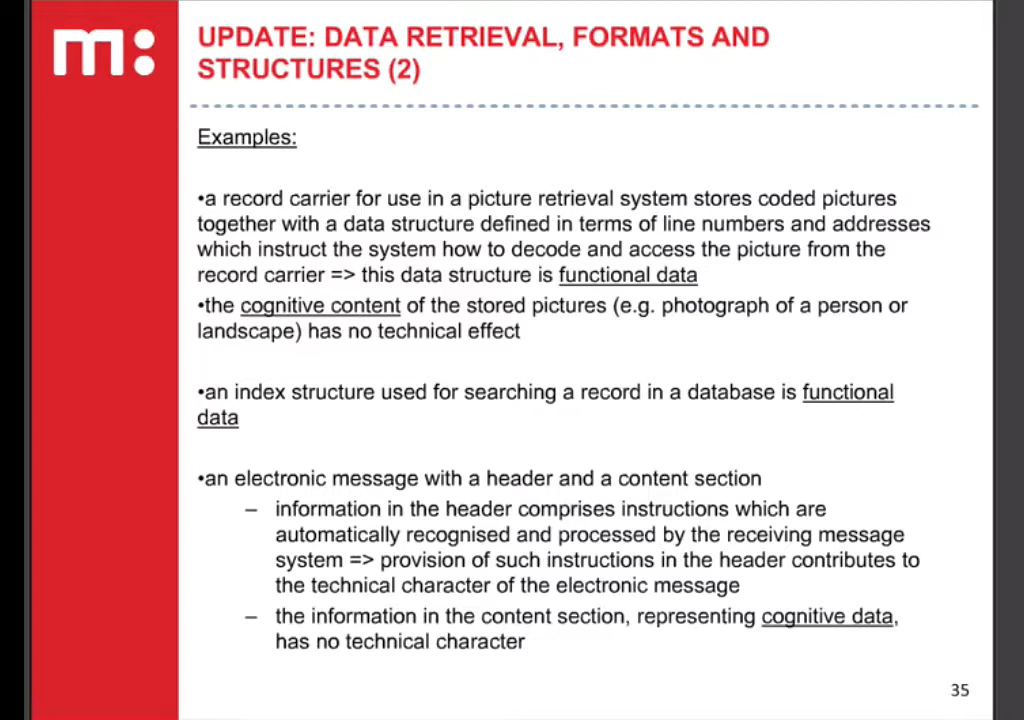 m:
UPDATE: DATA RETRIEVAL, FORMATS AND
STRUCTURES (2)
Examples:
•a record carrier for use in a picture retrieval system stores coded pictures
together with a data structure defined in terms of line numbers and addresses
which instruct the system how to decode and access the picture from the
record carrier => this data structure is functional data
•the cognitive content of the stored pictures (e.g. photograph of a person or
landscape) has no technical effect
•an index structure used for searching a record in a database is functional
data
•an electronic message with a header and a content section
– information in the header comprises instructions which are
automatically recognised and processed by the receiving message
system => provision of such instructions in the header contributes to
the technical character of the electronic message
– the information in the content section, representing cognitive data,
has no technical character
35